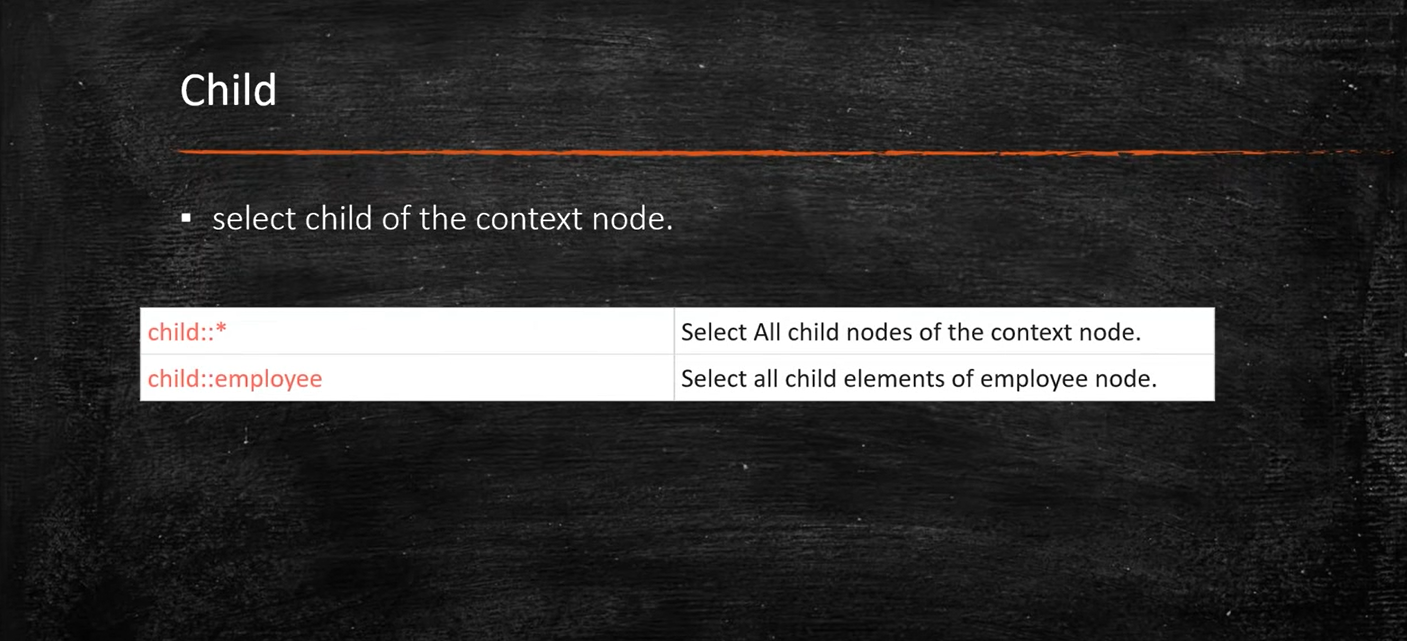 Child
▪ select child of the context node.
child::* Select All child nodes of the context node.
child::employee Select all child elements of employee node.